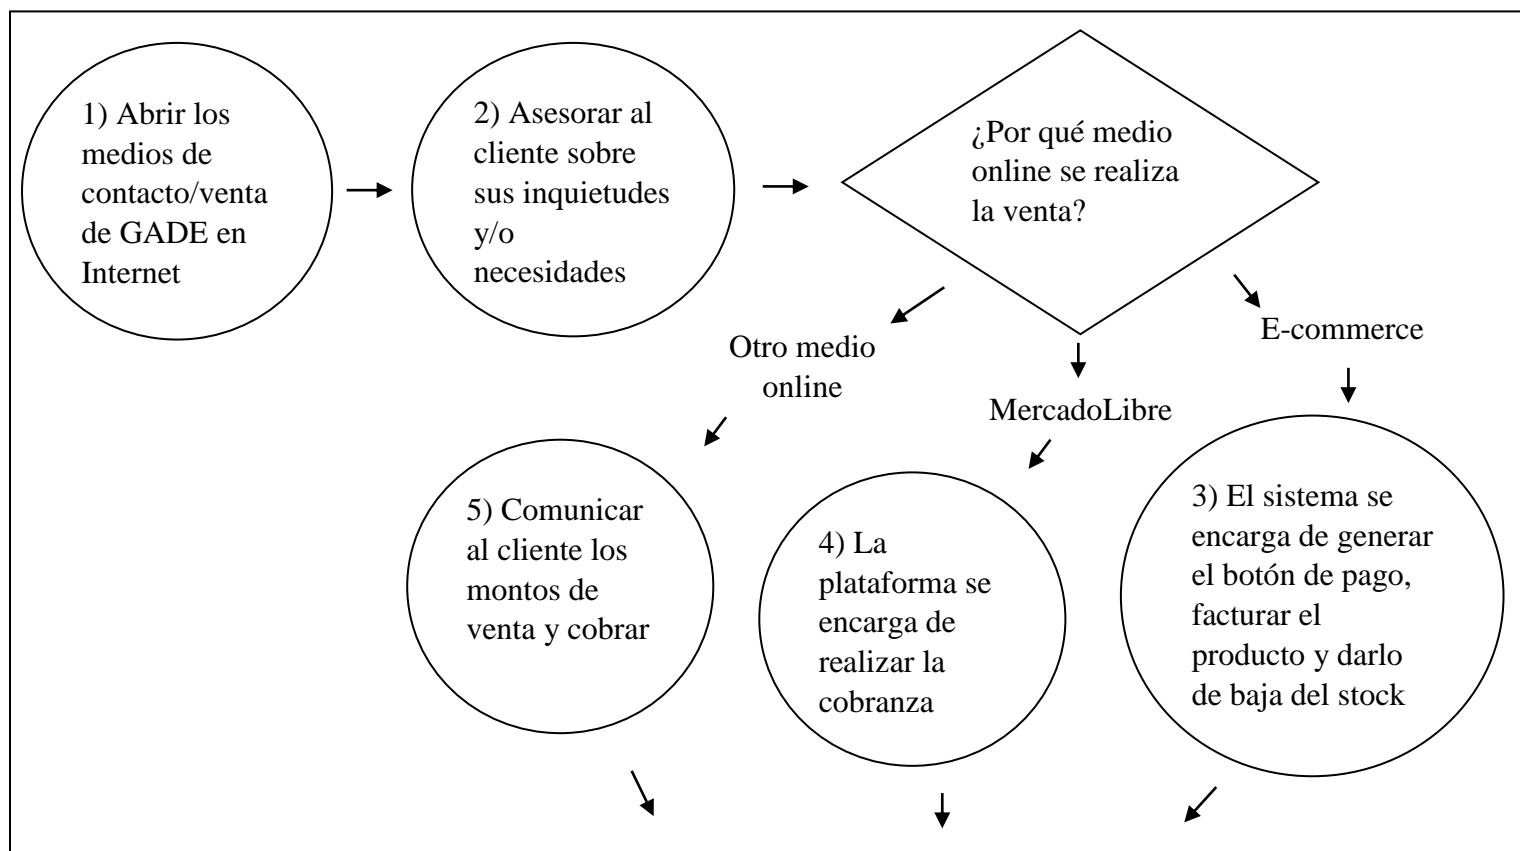 1) Abrir los
medios de
contacto/venta
de GADE en
Internet
2) Asesorar al
cliente sobre
sus inquietudes
y/o
necesidades
¿Por qué medio
online se realiza
la venta?
Otro medio
online
MercadoLibre
E-commerce
5) Comunicar
al cliente los
montos de
venta y cobrar
4) La
plataforma se
encarga de
realizar la
cobranza
3) El sistema se
encarga de generar
el botón de pago,
facturar el
producto y darlo
de baja del stock